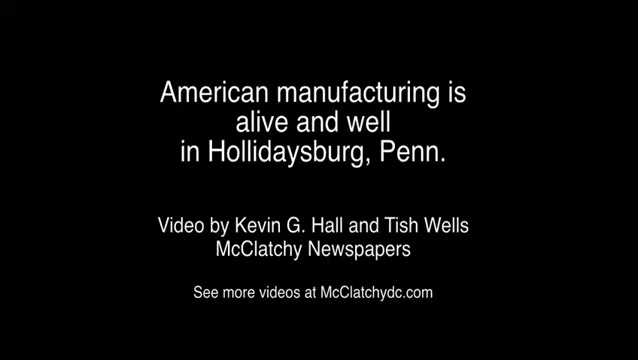 American manufacturing is
alive and well
in Hollidaysburg, Penn.
Video by Kevin G. Hall and Tish Wells
McClatchy Newspapers
See more videos at McClatchydc.com